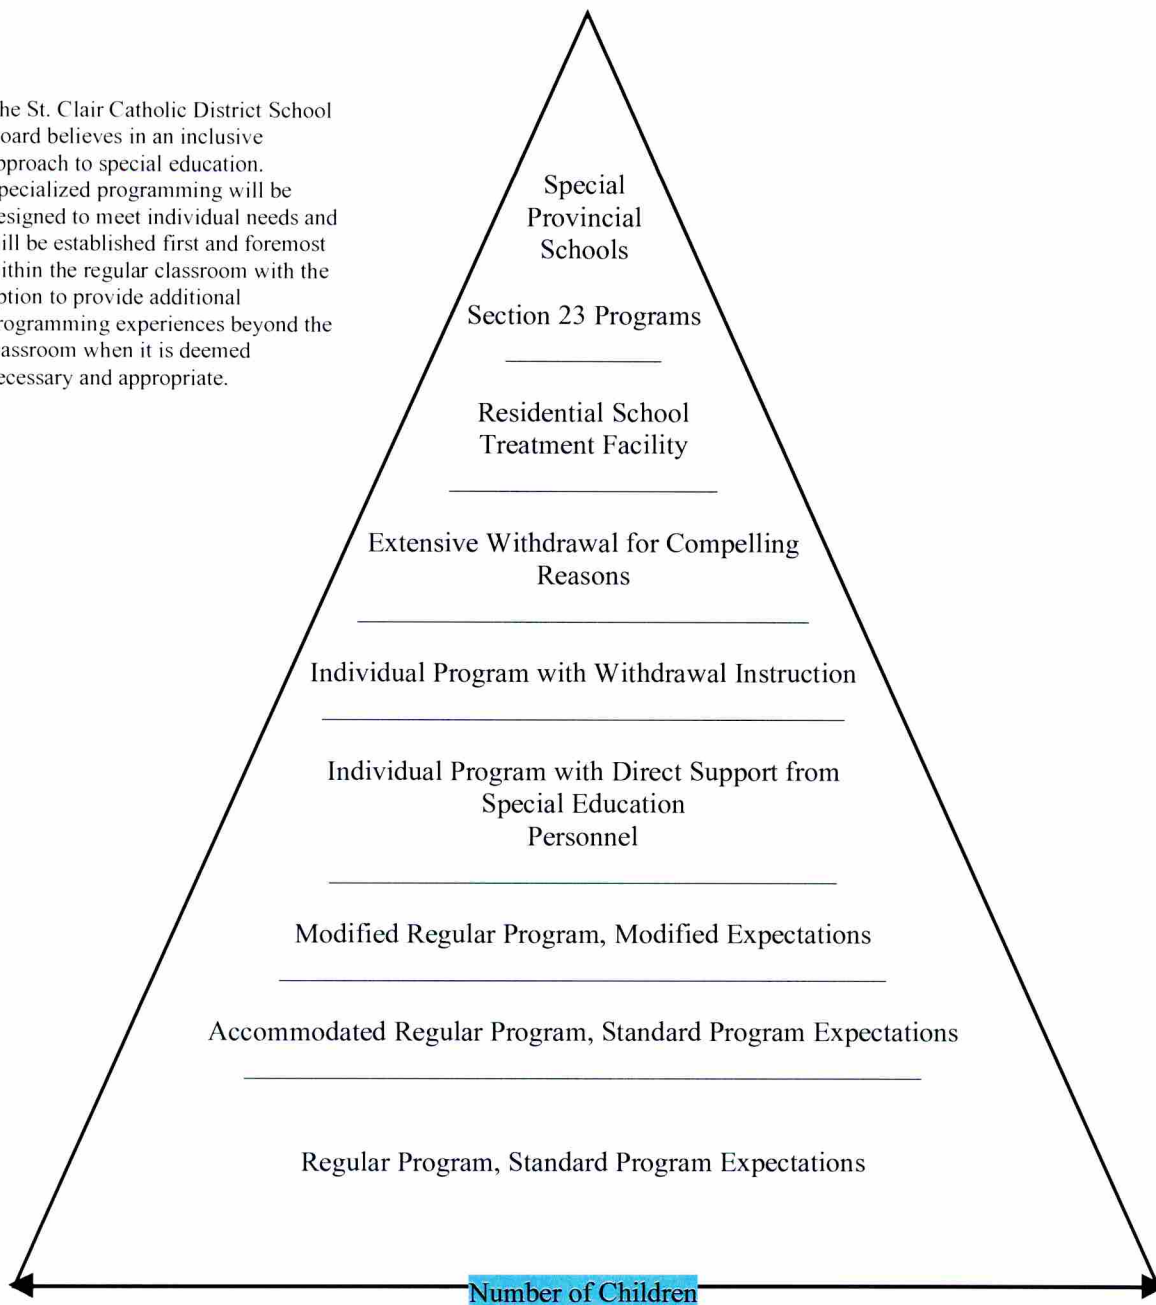 he St. Clair Catholic District School
oard believes in an inclusive
pproach to special education.
pecialized programming will be
esigned to meet individual needs and
ill be established first and foremost
ithin the regular classroom with the
ption to provide additional
rogramming experiences beyond the
assroom when it is deemed
ecessary and appropriate.
Special
Provincial
Schools
Section 23 Programs
Residential School
Treatment Facility
Extensive Withdrawal for Compelling
Reasons
Individual Program with Withdrawal Instruction
Individual Program with Direct Support from
Special Education
Personnel
Modified Regular Program, Modified Expectations
Accommodated Regular Program, Standard Program Expectations
Regular Program, Standard Program Expectations
Number of Children